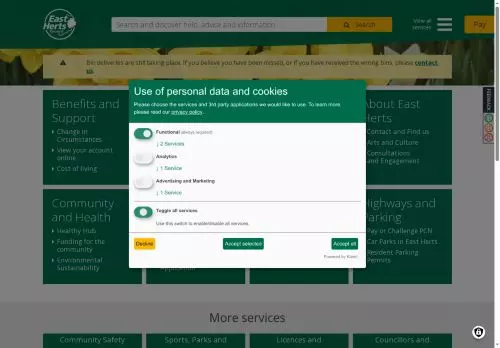 East
Herts
Search and discover help, advice and information
Search
View all
services
Pay
Bin deliveries are still taking place. If you believe you have been missed, or if you have received the wrong bins, please contact
us.
FEEDBACK
Benefits and
Support
Change in
Circumstances
View your account
online
Cost of living
About East
Herts
Contact and Find us
Arts and Culture
Consultations
and Engagement
Use of personal data and cookies
Please choose the services and 3rd party applications we would like to use. To learn more,
please read our privacy policy.
Functional (always required)
↓ 2 Services
Analytics
↓ 1 Service
Advertising and Marketing
↓ 1 Service
Toggle all services
Use this switch to enable/disable all services.
Decline
Accept selected
Accept all
Powered by Klaro!
Community
and Health
Healthy Hub
Funding for the
community
Environmental
Sustainability
Application
Highways and
Parking
Pay or Challenge PCN
Car Parks in East Herts
Resident Parking
Permits
More services
Community Safety
Sports, Parks and
Licences and
Councillors and